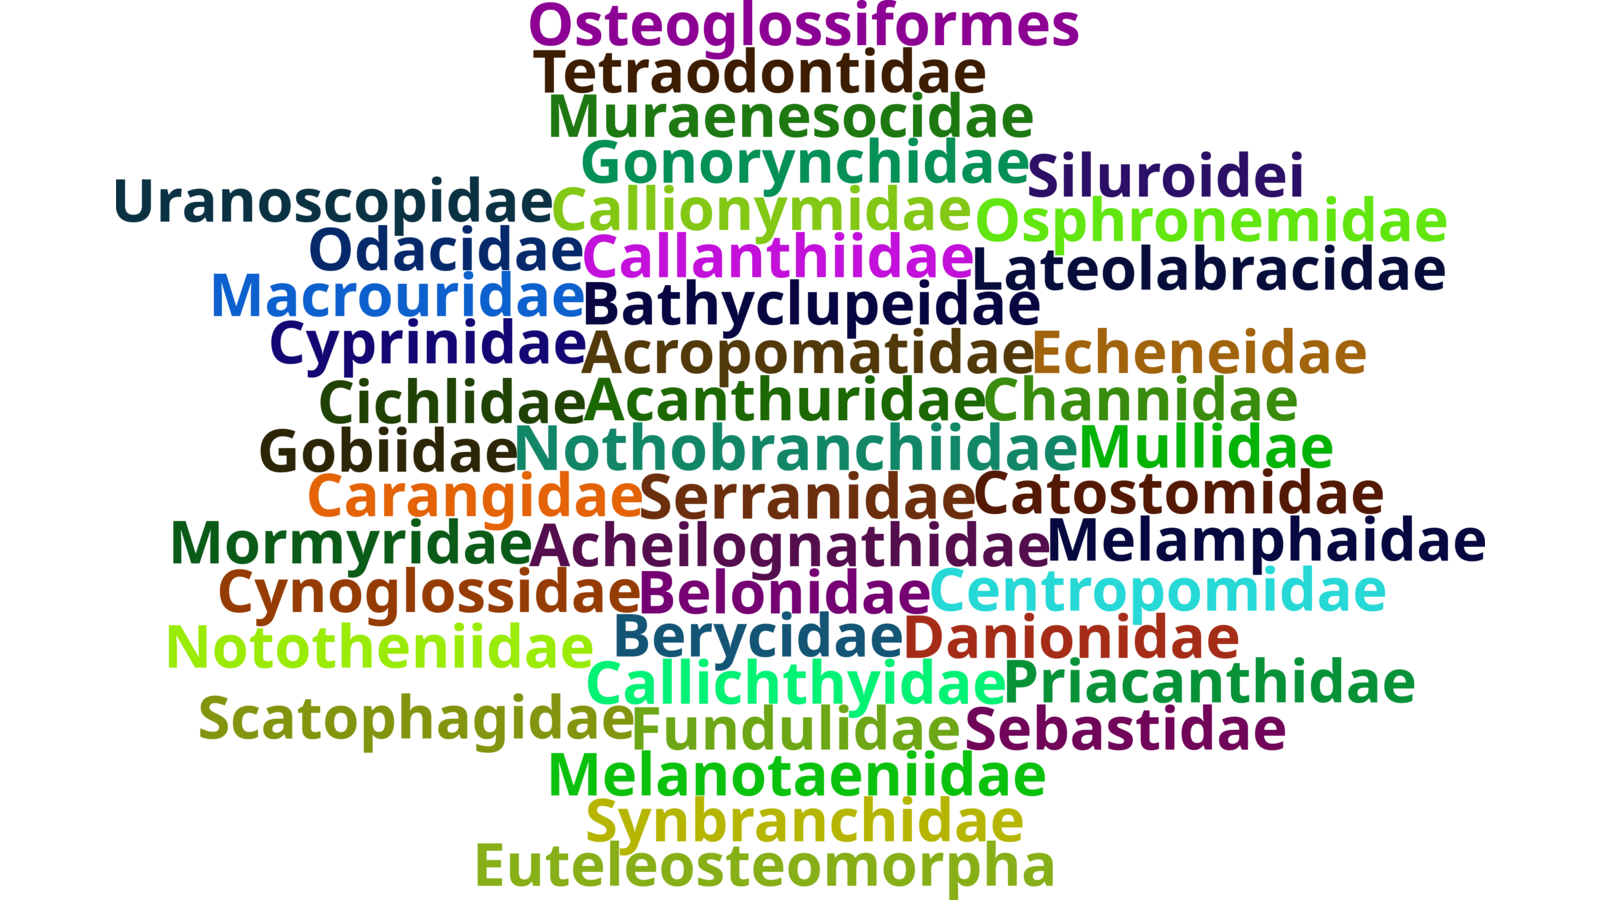 Osteoglossiformes
Tetraodontidae
Muraenesocidae
Gonorynchidae Siluroidei
Uranoscopidae Callionymidae Osphronemidae
Odacidae Callanthiidae Lateolabracidae
Macrouridae Bathyclupeidae
Cyprinidae Acropomatidae Echeneidae
Cichlidae Acanthuridae Channidae
Gobiidae Nothobranchiidae Mullidae
Carangidae Serranidae Catostomidae
Mormyridae Acheilognathidae Melamphaidae
Cynoglossidae Belonidae Centropomidae
Nototheniidae Berycidae Danionidae
Callichthyidae Priacanthidae
Scatophagidae Fundulidae Sebastidae
Melanotaeniidae
Synbranchidae
Euteleosteomorpha